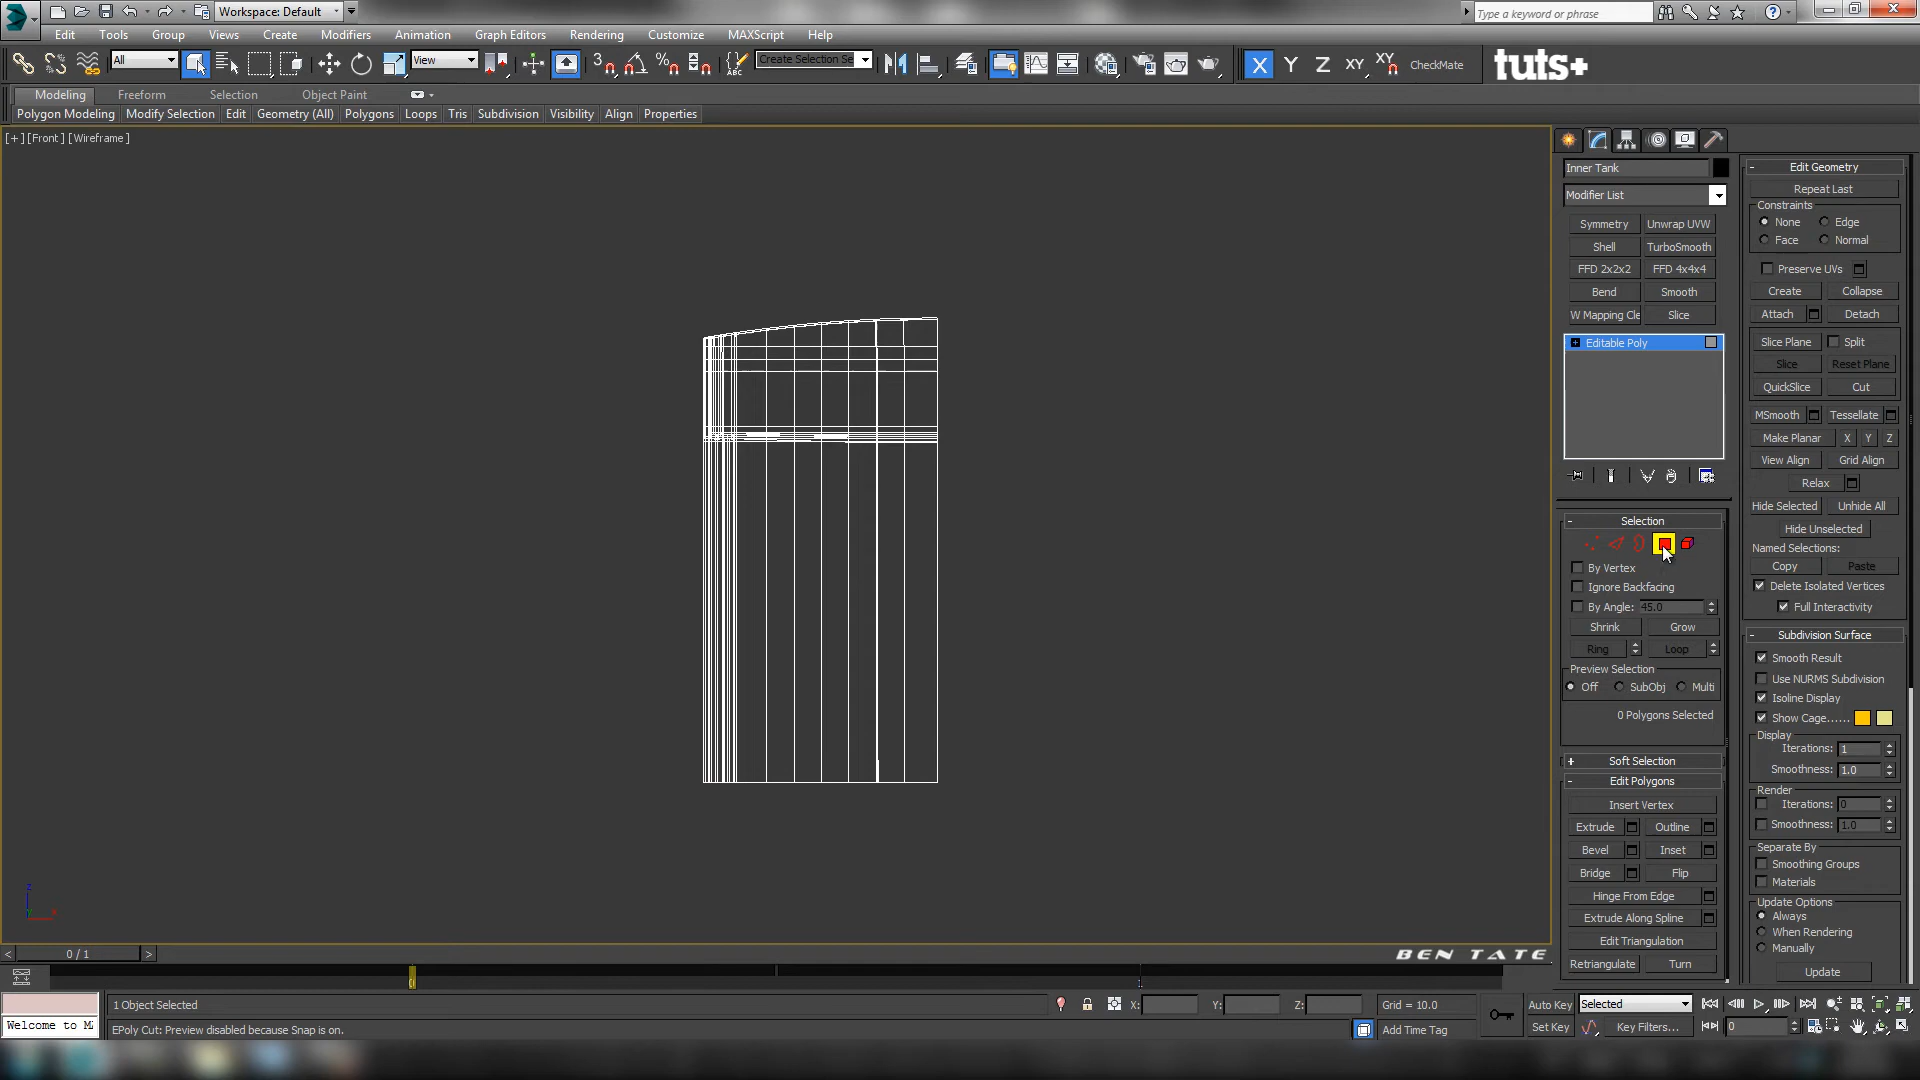 Workspace: Default
Type a keyword or phrase
Edit Tools Group Views Create Modifiers Animation Graph Editors Rendering Customize MAXScript Help
All View 3 Create Selection Se X Y Z XY XY CheckMate tuts+
Modeling Freeform Selection Object Paint
Polygon Modeling Modify Selection Edit Geometry (All) Polygons Loops Tris Subdivision Visibility Align Properties
[+] [Front] [Wireframe]
Inner Tank
Modifier List
Symmetry Unwrap UVW
Shell TurboSmooth
FFD 2x2x2 FFD 4x4x4
Bend Smooth
W Mapping Cle Slice
Editable Poly
Selection
By Vertex
Ignore Backfacing
By Angle: 45.0
Shrink Grow
Ring Loop
Preview Selection
Off SubObj Multi
0 Polygons Selected
Soft Selection
Edit Polygons
Insert Vertex
Extrude Outline
Bevel Inset
Bridge Flip
Hinge From Edge
Extrude Along Spline
Edit Triangulation
Retriangulate Turn
Edit Geometry
Repeat Last
Constraints
None Edge
Face Normal
Preserve UVs
Create Collapse
Attach Detach
Slice Plane Split
Slice Reset Plane
QuickSlice Cut
MSmooth Tessellate
Make Planar X Y Z
View Align Grid Align
Relax
Hide Selected Unhide All
Hide Unselected
Named Selections:
Copy Paste
Delete Isolated Vertices
Full Interactivity
Subdivision Surface
Smooth Result
Use NURMS Subdivision
Isoline Display
Show Cage......
Display
Iterations: 1
Smoothness: 1.0
Render
Iterations: 0
Smoothness: 1.0
Separate By
Smoothing Groups
Materials
Update Options
Always
When Rendering
Manually
Update
z
x
< 0 / 1 >
BEN TATE
0 1
1 Object Selected X: Y: Z: Grid = 10.0 Auto Key Selected
Welcome to M EPoly Cut: Preview disabled because Snap is on. Add Time Tag Set Key Key Filters... 0